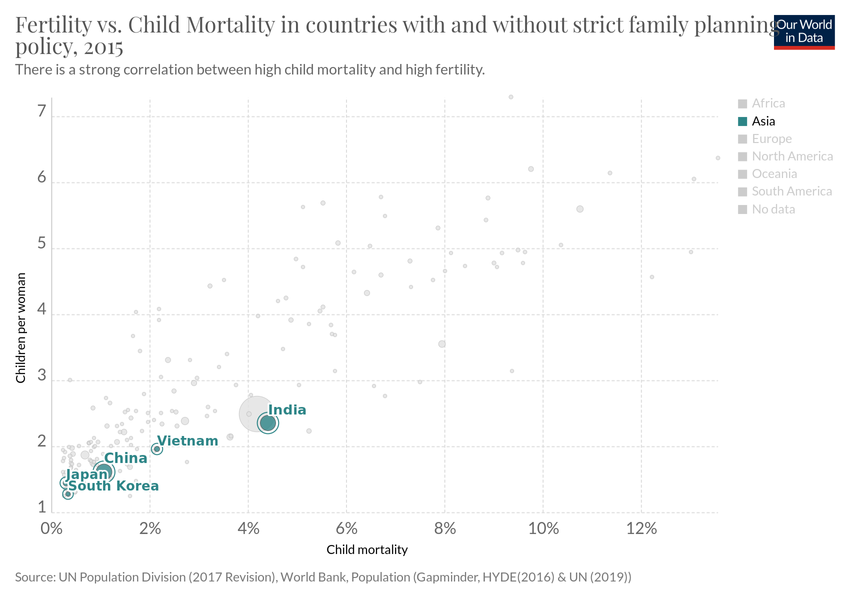 Fertility vs. Child Mortality in countries with and without strict family planning
policy, 2015
Our World
in Data
There is a strong correlation between high child mortality and high fertility.
Africa
Asia
Europe
North America
Oceania
South America
No data
Children per woman
7
6
5
4
3
2
1
India
Vietnam
China
Japan
South Korea
0%
2%
4%
6%
8%
10%
12%
Child mortality
Source: UN Population Division (2017 Revision), World Bank, Population (Gapminder, HYDE(2016) & UN (2019))